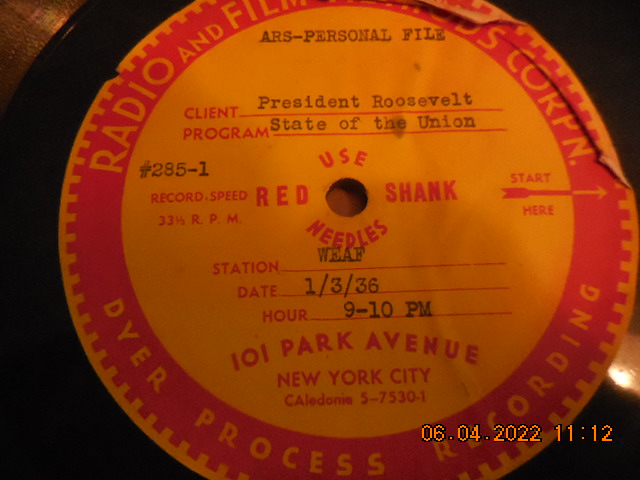 RADIO AND FILM METHODS CORPN.
ARS-PERSONAL FILE
CLIENT President Roosevelt
PROGRAM State of the Union
#285-1
USE
RED SHANK
NEEDLES
RECORD: SPEED
33⅓ R. P. M.
START
HERE
STATION WEAF
DATE 1/3/36
HOUR 9-10 PM
101 PARK AVENUE
NEW YORK CITY
CAledonia 5-7530-1
DYER PROCESS RECORDING
06.04.2022 11:12